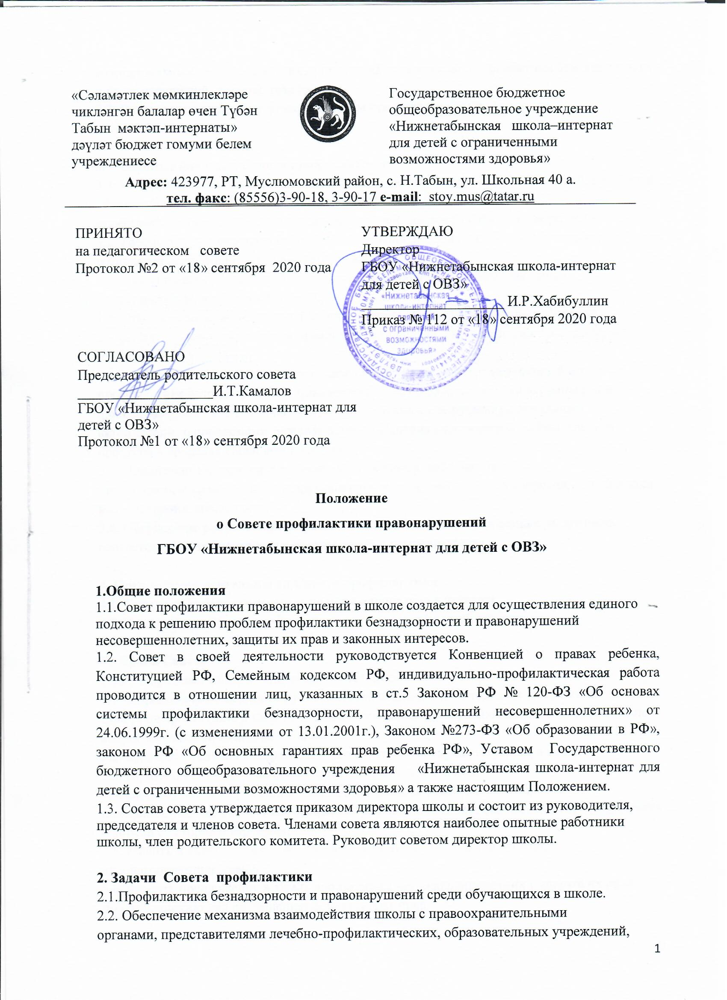 «Сәламәтлек мөмкинлекләре
чикләнгән балалар өчен Түбән
Табын мәктәп-интернаты»
дәүләт бюджет гомуми белем
учреждениесе
Государственное бюджетное
общеобразовательное учреждение
«Нижнетабынская школа–интернат
для детей с ограниченными
возможностями здоровья»
Адрес: 423977, РТ, Муслюмовский район, с. Н.Табын, ул. Школьная 40 а.
тел. факс: (85556)3-90-18, 3-90-17 e-mail: stoy.mus@tatar.ru
ПРИНЯТО
на педагогическом совете
Протокол №2 от «18» сентября 2020 года
УТВЕРЖДАЮ
Директор
ГБОУ «Нижнетабынская школа-интернат
для детей с ОВЗ»
____________________ И.Р.Хабибуллин
Приказ № 112 от «18» сентября 2020 года
«Нижнетабынская
школа-интернат
для детей
с ограниченными
возможностями
здоровья»
СОГЛАСОВАНО
Председатель родительского совета
___________________И.Т.Камалов
ГБОУ «Нижнетабынская школа-интернат для
детей с ОВЗ»
Протокол №1 от «18» сентября 2020 года
Положение
о Совете профилактики правонарушений
ГБОУ «Нижнетабынская школа-интернат для детей с ОВЗ»
1.Общие положения
1.1.Совет профилактики правонарушений в школе создается для осуществления единого
подхода к решению проблем профилактики безнадзорности и правонарушений
несовершеннолетних, защиты их прав и законных интересов.
1.2. Совет в своей деятельности руководствуется Конвенцией о правах ребенка,
Конституцией РФ, Семейным кодексом РФ, индивидуально-профилактическая работа
проводится в отношении лиц, указанных в ст.5 Законом РФ № 120-ФЗ «Об основах
системы профилактики безнадзорности, правонарушений несовершеннолетних» от
24.06.1999г. (с изменениями от 13.01.2001г.), Законом №273-ФЗ «Об образовании в РФ»,
законом РФ «Об основных гарантиях прав ребенка РФ», Уставом Государственного
бюджетного общеобразовательного учреждения «Нижнетабынская школа-интернат для
детей с ограниченными возможностями здоровья» а также настоящим Положением.
1.3. Состав совета утверждается приказом директора школы и состоит из руководителя,
председателя и членов совета. Членами совета являются наиболее опытные работники
школы, член родительского комитета. Руководит советом директор школы.
2. Задачи Совета профилактики
2.1.Профилактика безнадзорности и правонарушений среди обучающихся в школе.
2.2. Обеспечение механизма взаимодействия школы с правоохранительными
органами, представителями лечебно-профилактических, образовательных учреждений,
1